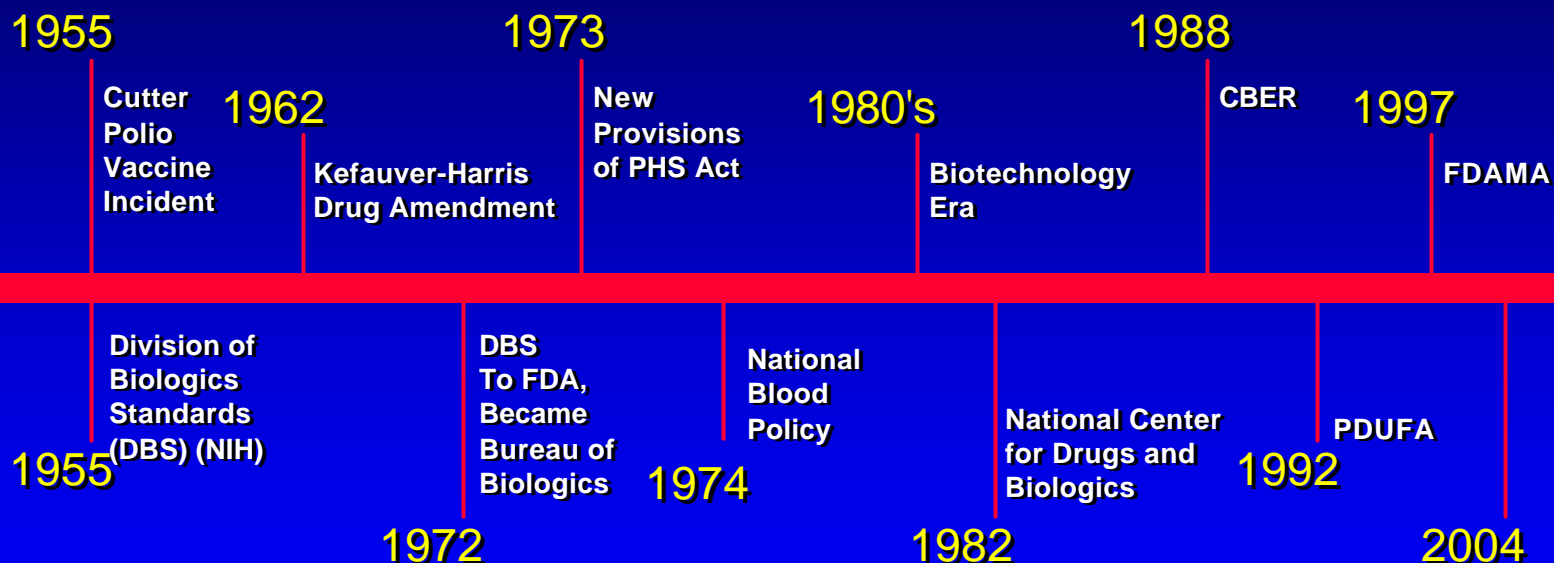 1955
Cutter
Polio
Vaccine
Incident
1962
Kefauver-Harris
Drug Amendment
1973
New
Provisions
of PHS Act
1980's
Biotechnology
Era
1988
CBER
1997
FDAMA
1955
Division of
Biologics
Standards
(DBS) (NIH)
1972
DBS
To FDA,
Became
Bureau of
Biologics
1974
National
Blood
Policy
1982
National Center
for Drugs and
Biologics
1992
PDUFA
2004